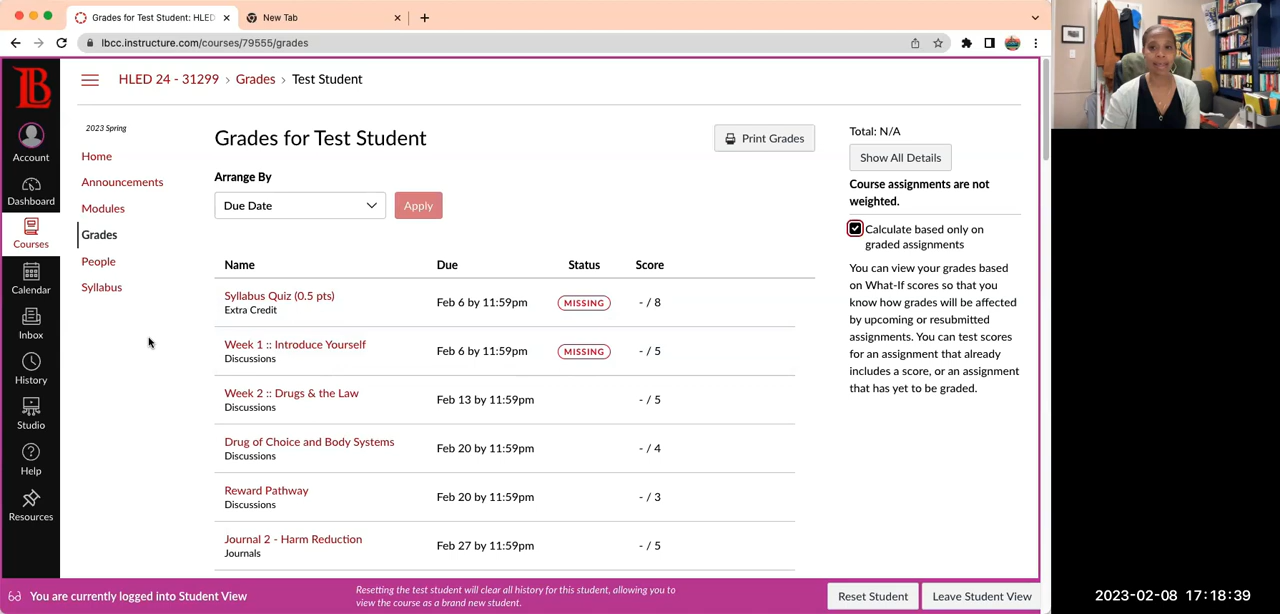 Grades for Test Student: HLED
New Tab
lbcc.instructure.com/courses/79555/grades
LB
Account
Dashboard
Courses
Calendar
Inbox
History
Studio
Help
Resources
HLED 24 - 31299 › Grades › Test Student
2023 Spring
Home
Announcements
Modules
Grades
People
Syllabus
Grades for Test Student
Print Grades
Arrange By
Due Date
Apply
Name Due Status Score
Syllabus Quiz (0.5 pts) Feb 6 by 11:59pm MISSING - / 8
Extra Credit
Week 1 :: Introduce Yourself Feb 6 by 11:59pm MISSING - / 5
Discussions
Week 2 :: Drugs & the Law Feb 13 by 11:59pm - / 5
Discussions
Drug of Choice and Body Systems Feb 20 by 11:59pm - / 4
Discussions
Reward Pathway Feb 20 by 11:59pm - / 3
Discussions
Journal 2 - Harm Reduction Feb 27 by 11:59pm - / 5
Journals
Total: N/A
Show All Details
Course assignments are not
weighted.
Calculate based only on
graded assignments
You can view your grades based
on What-If scores so that you
know how grades will be affected
by upcoming or resubmitted
assignments. You can test scores
for an assignment that already
includes a score, or an assignment
that has yet to be graded.
You are currently logged into Student View
Resetting the test student will clear all history for this student, allowing you to
view the course as a brand new student.
Reset Student
Leave Student View
2023-02-08 17:18:39